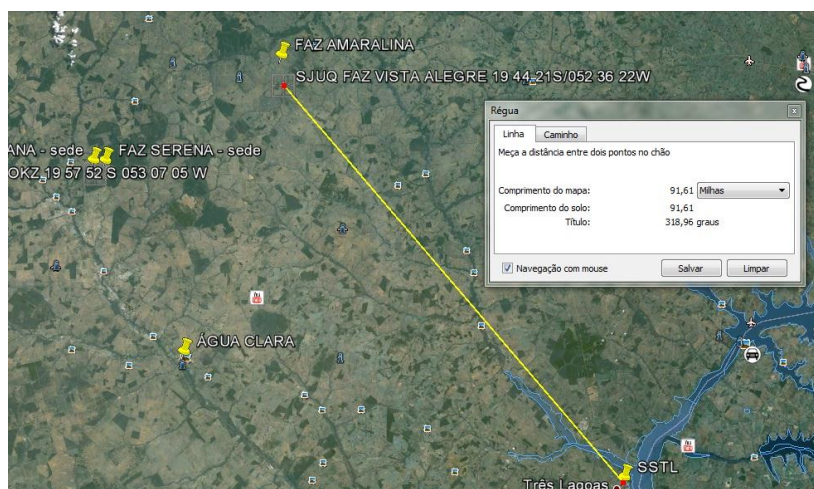 FAZ AMARALINA
SJUQ FAZ VISTA ALEGRE 19 44 21S/052 36 22W
ANA - sede
FAZ SERENA - sede
OKZ 19 57 52 S 053 07 05 W
ÁGUA CLARA
SSTL
Três Lagoas
Régua
Linha
Caminho
Meça a distância entre dois pontos no chão
Comprimento do mapa: 91,61 Milhas
Comprimento do solo: 91,61
Título: 318,96 graus
Navegação com mouse
Salvar
Limpar